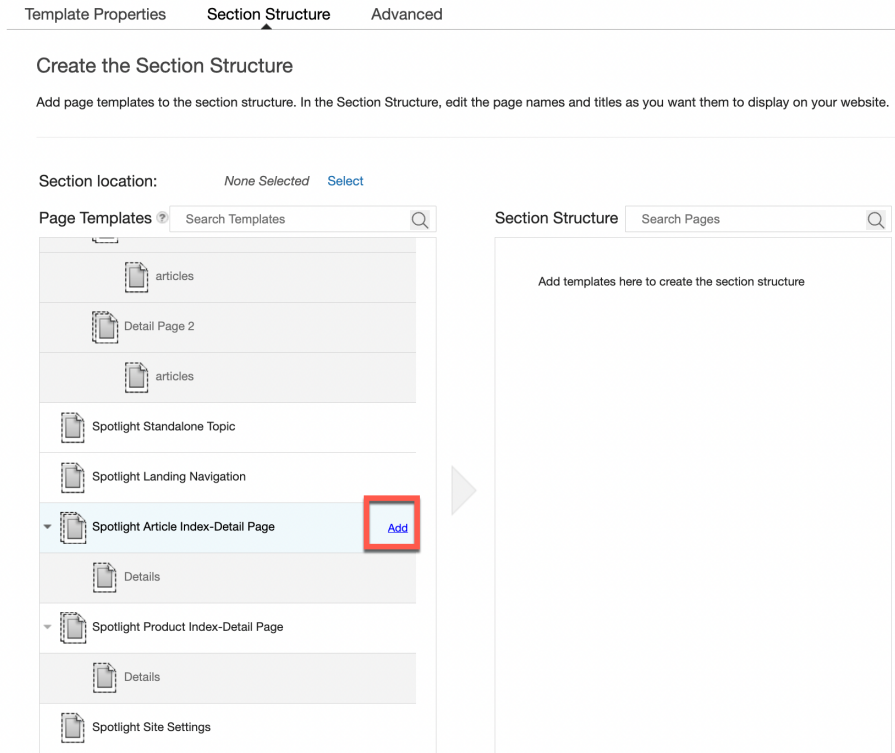 Template Properties Section Structure Advanced
Create the Section Structure
Add page templates to the section structure. In the Section Structure, edit the page names and titles as you want them to display on your website.
Section location: None Selected Select
Page Templates ? Search Templates
articles
Detail Page 2
articles
Spotlight Standalone Topic
Spotlight Landing Navigation
Spotlight Article Index-Detail Page Add
Details
Spotlight Product Index-Detail Page
Details
Spotlight Site Settings
Section Structure Search Pages
Add templates here to create the section structure